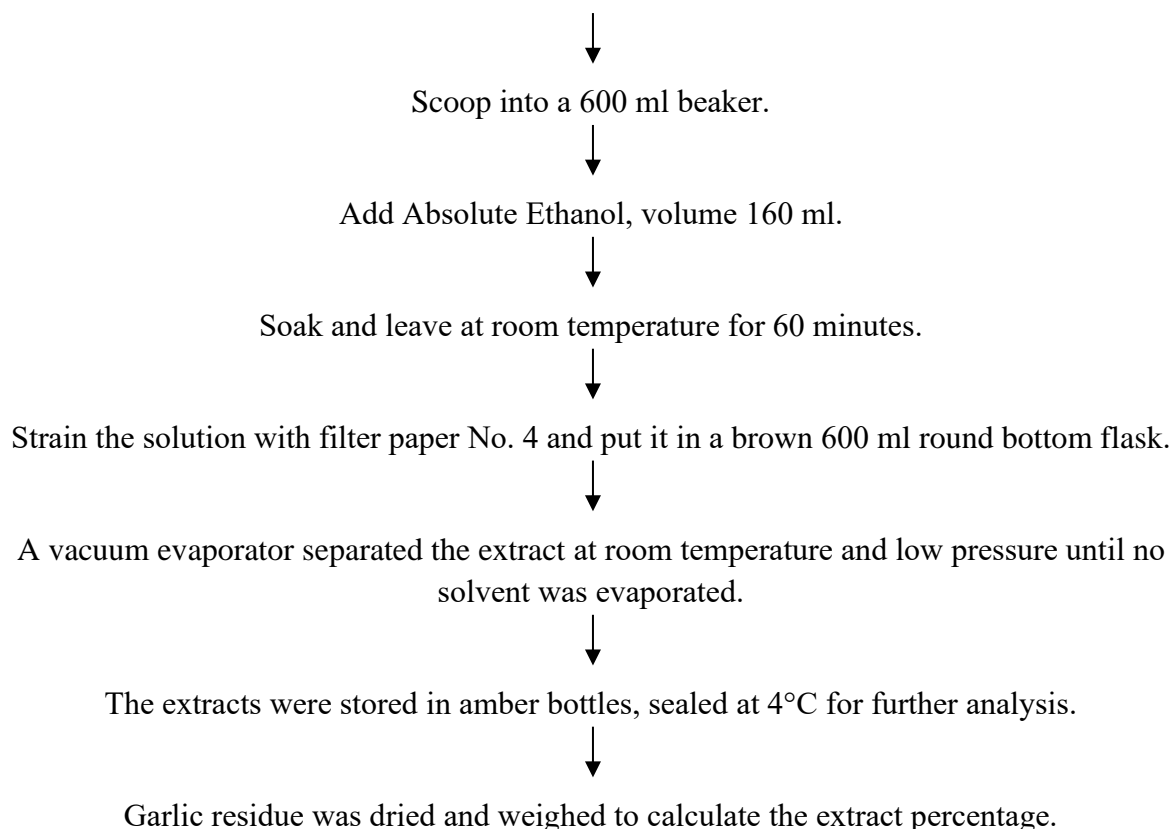 Scoop into a 600 ml beaker.
Add Absolute Ethanol, volume 160 ml.
Soak and leave at room temperature for 60 minutes.
Strain the solution with filter paper No. 4 and put it in a brown 600 ml round bottom flask.
A vacuum evaporator separated the extract at room temperature and low pressure until no
solvent was evaporated.
The extracts were stored in amber bottles, sealed at 4°C for further analysis.
Garlic residue was dried and weighed to calculate the extract percentage.